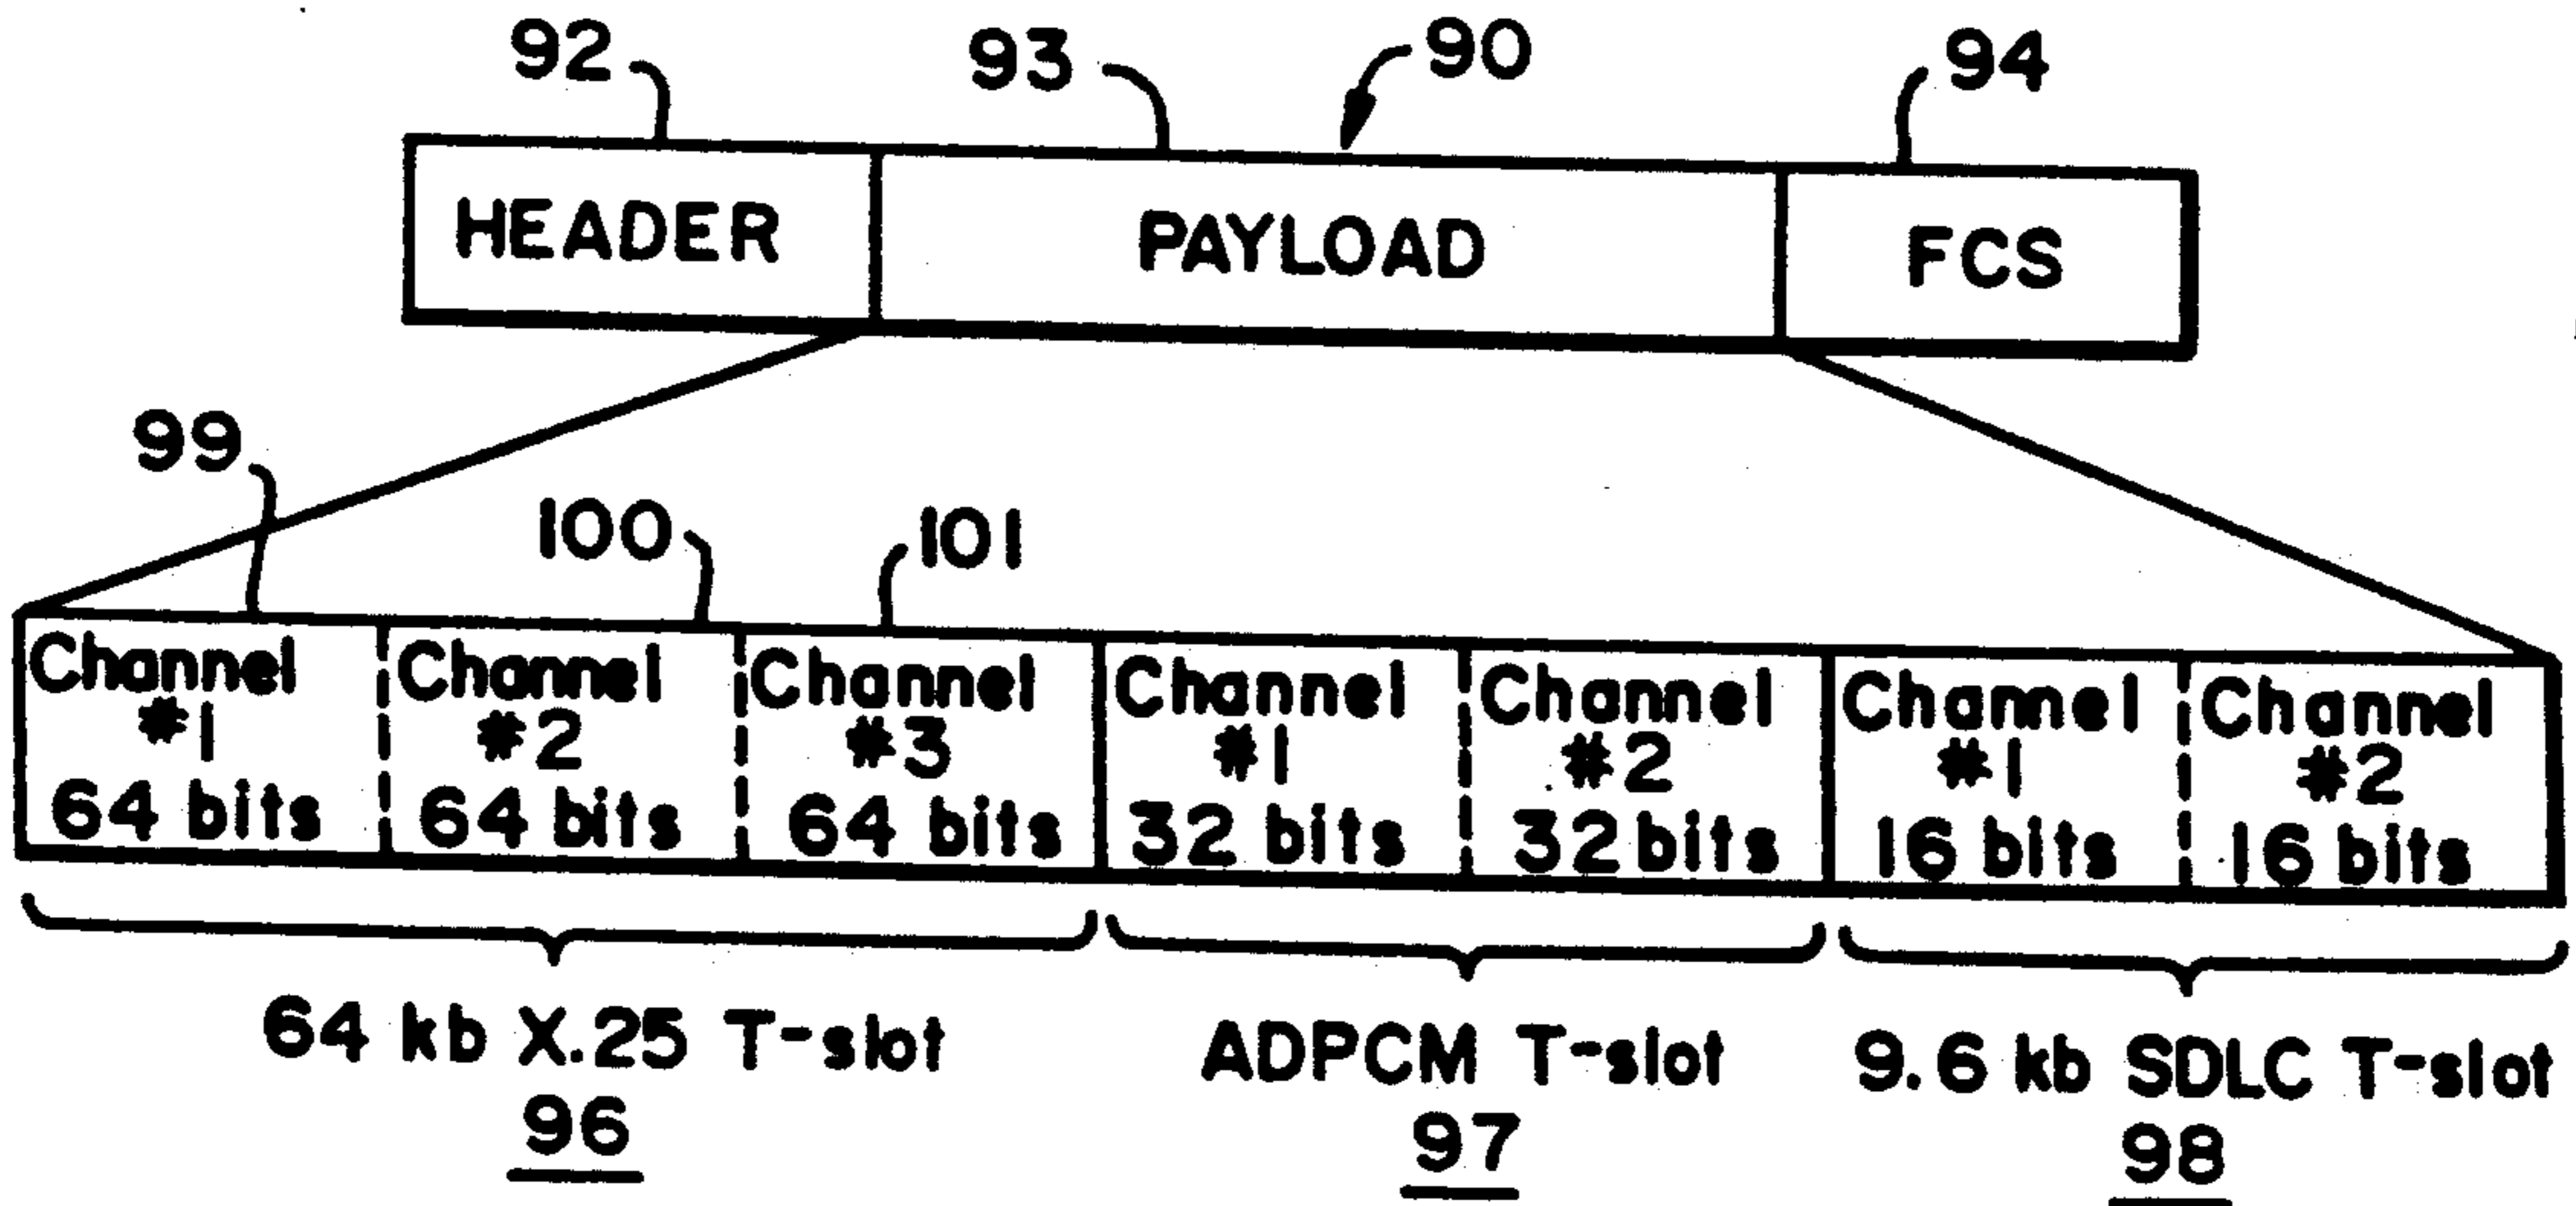 92 93 90 94
HEADER PAYLOAD FCS
99 100 101
Channel Channel Channel Channel Channel Channel Channel
#1 #2 #3 #1 #2 #1 #2
64 bits 64 bits 64 bits 32 bits 32 bits 16 bits 16 bits
64 kb X.25 T-slot ADPCM T-slot 9.6 kb SDLC T-slot
96 97 98